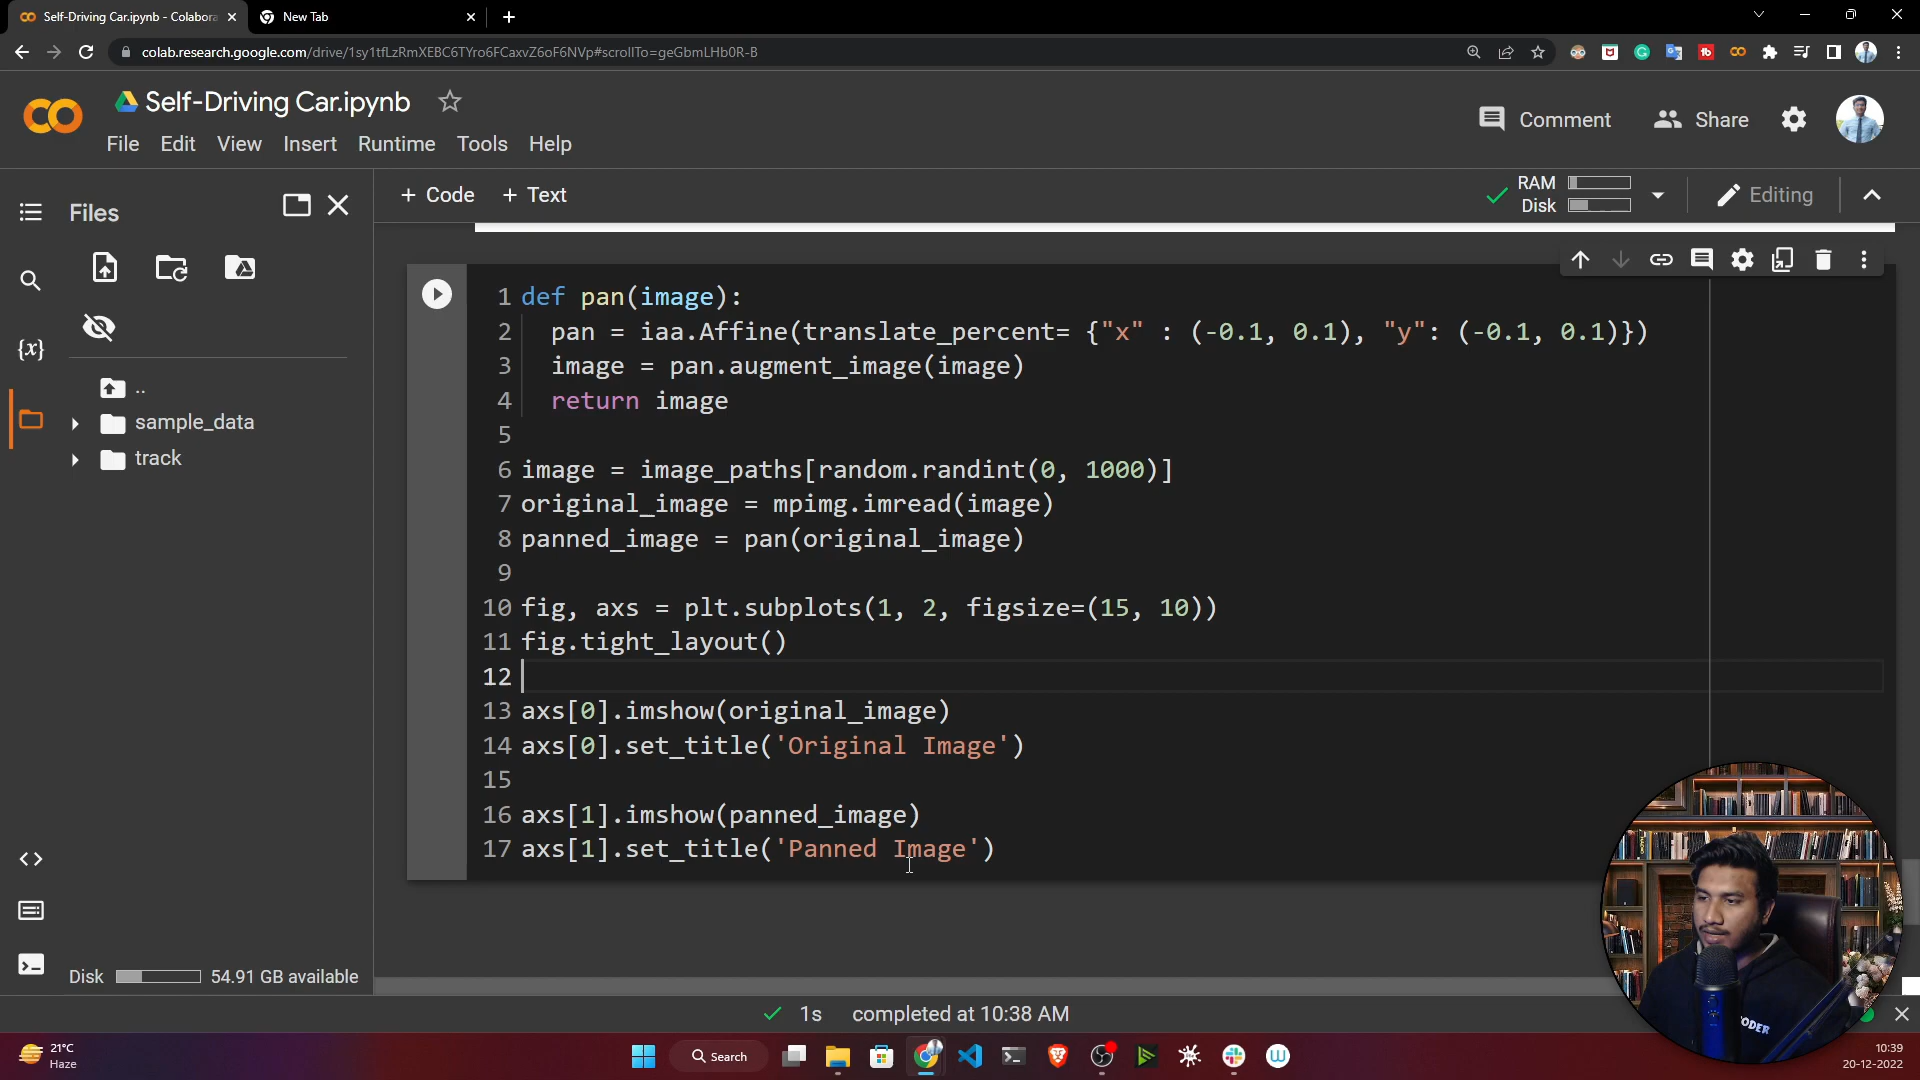 Self-Driving Car.ipynb - Colabora
New Tab
colab.research.google.com/drive/1sy1tfLzRmXEBC6TYro6FCaxvZ6oF6NVp#scrollTo=geGbmLHb0R-B
Self-Driving Car.ipynb
Comment
Share
File Edit View Insert Runtime Tools Help
Files
+ Code + Text
RAM
Disk
Editing
{x}
..
sample_data
track
1 def pan(image):
2 pan = iaa.Affine(translate_percent= {"x" : (-0.1, 0.1), "y": (-0.1, 0.1)})
3 image = pan.augment_image(image)
4 return image
5
6 image = image_paths[random.randint(0, 1000)]
7 original_image = mpimg.imread(image)
8 panned_image = pan(original_image)
9
10 fig, axs = plt.subplots(1, 2, figsize=(15, 10))
11 fig.tight_layout()
12
13 axs[0].imshow(original_image)
14 axs[0].set_title('Original Image')
15
16 axs[1].imshow(panned_image)
17 axs[1].set_title('Panned Image')
Disk 54.91 GB available
1s completed at 10:38 AM
21°C
Haze
Search
10:39
20-12-2022